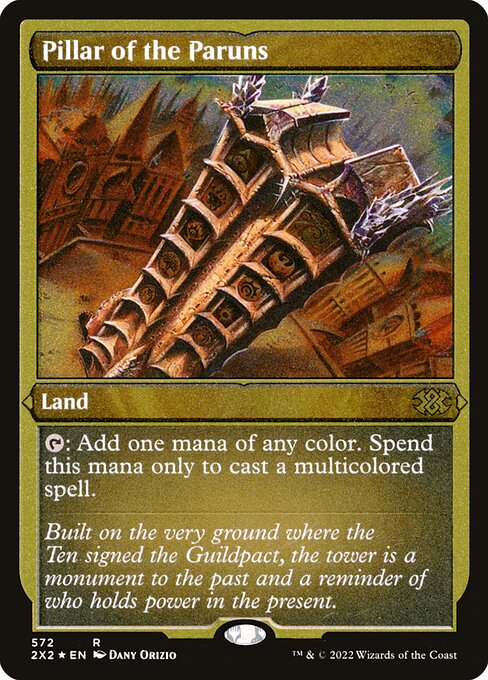 Pillar of the Paruns
Land
: Add one mana of any color. Spend
this mana only to cast a multicolored
spell.
Built on the very ground where the
Ten signed the Guildpact, the tower is a
monument to the past and a reminder of
who holds power in the present.
572 R
2X2 ★ EN Dany Orizio
™ & © 2022 Wizards of the Coast